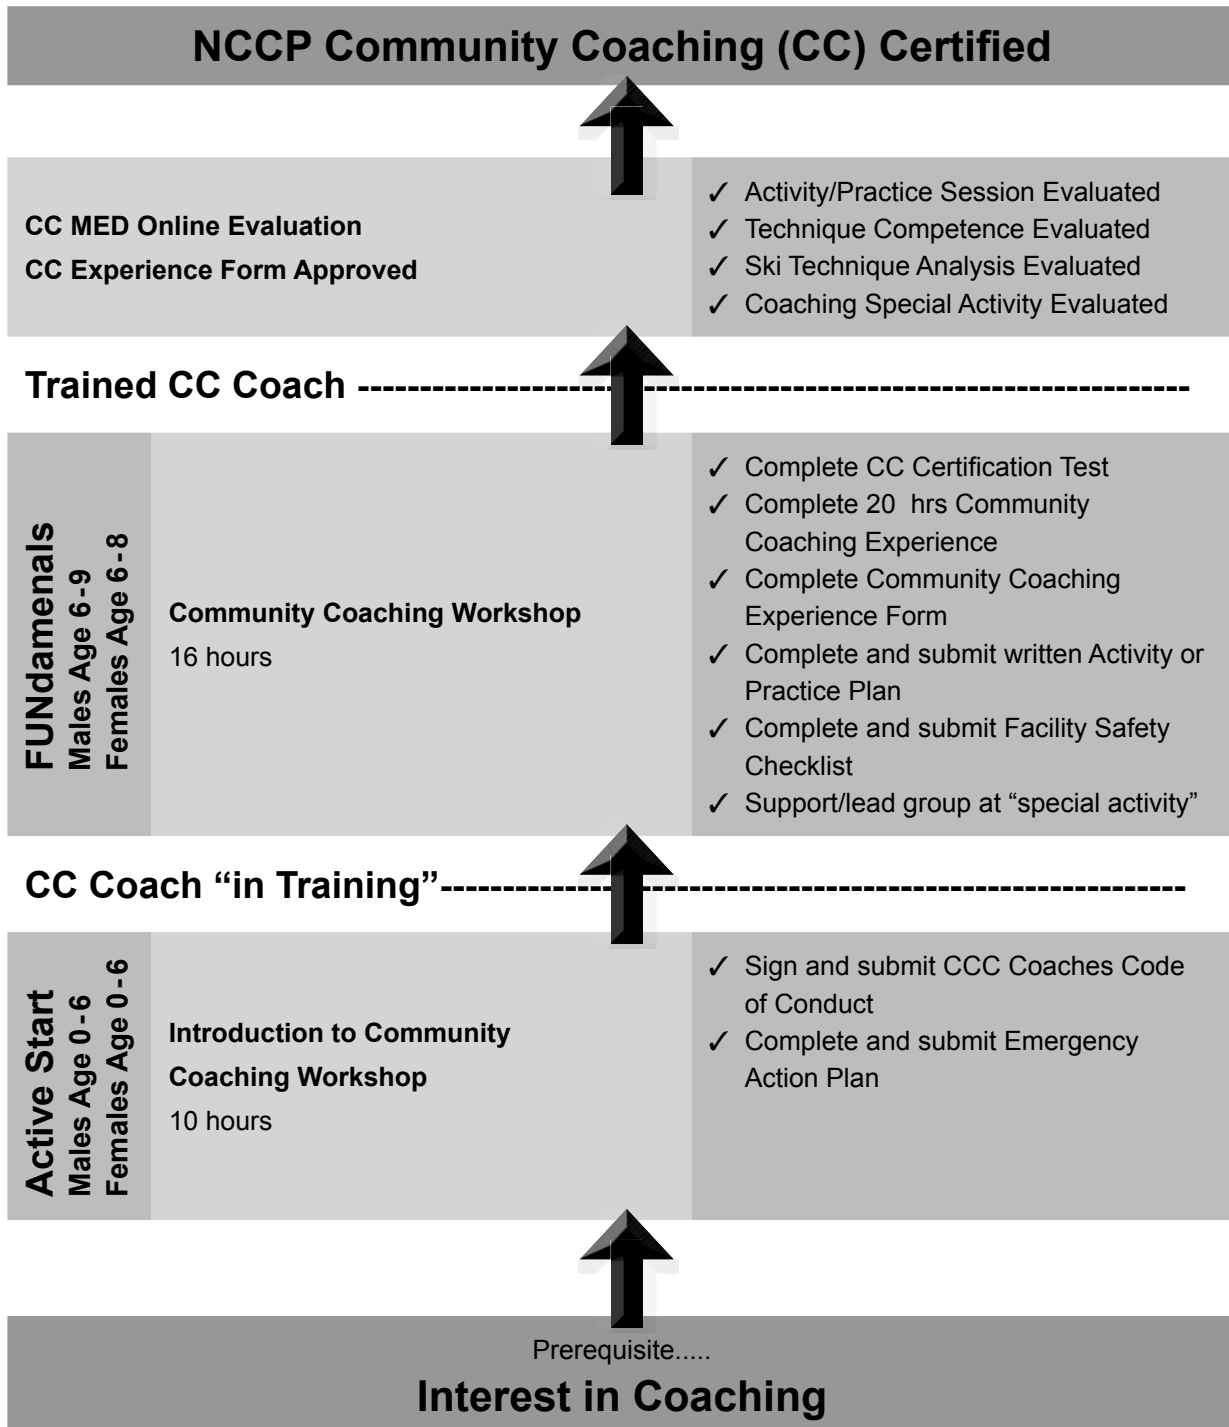 NCCP Community Coaching (CC) Certified
CC MED Online Evaluation
CC Experience Form Approved
✓ Activity/Practice Session Evaluated
✓ Technique Competence Evaluated
✓ Ski Technique Analysis Evaluated
✓ Coaching Special Activity Evaluated
Trained CC Coach -------------------------------------------------------------------
FUNdamenals
Males Age 6-9
Females Age 6-8
Community Coaching Workshop
16 hours
✓ Complete CC Certification Test
✓ Complete 20 hrs Community
Coaching Experience
✓ Complete Community Coaching
Experience Form
✓ Complete and submit written Activity or
Practice Plan
✓ Complete and submit Facility Safety
Checklist
✓ Support/lead group at “special activity”
CC Coach “in Training”------------------------------------------------------------
Active Start
Males Age 0-6
Females Age 0-6
Introduction to Community
Coaching Workshop
10 hours
✓ Sign and submit CCC Coaches Code
of Conduct
✓ Complete and submit Emergency
Action Plan
Prerequisite.....
Interest in Coaching